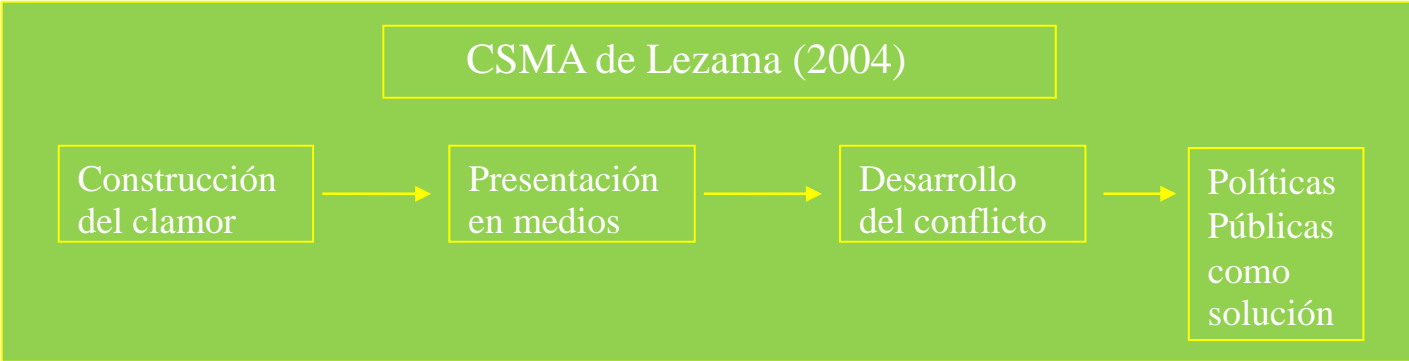 CSMA de Lezama (2004)
Construcción
del clamor
Presentación
en medios
Desarrollo
del conflicto
Políticas
Públicas
como
solución